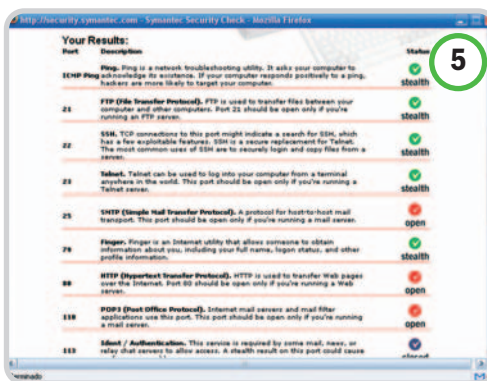 http://security.symantec.com - Symantec Security Check - Mozilla Firefox
5
Your Results:
Port Description Status
Ping. Ping is a network troubleshooting utility. It asks your computer to
ICMP Ping acknowledge its existence. If your computer responds positively to a ping,
hackers are more likely to target your computer.
stealth
FTP (File Transfer Protocol). FTP is used to transfer files between your
21 computer and other computers. Port 21 should be open only if you're
running an FTP server.
stealth
SSH. TCP connections to this port might indicate a search for SSH, which
22 has a few exploitable features. SSH is a secure replacement for Telnet.
The most common uses of SSH are to securely login and copy files from a
server.
stealth
Telnet. Telnet can be used to log into your computer from a terminal
23 anywhere in the world. This port should be open only if you're running a
Telnet server.
stealth
25 SMTP (Simple Mail Transfer Protocol). A protocol for host-to-host mail
transport. This port should be open only if you're running a mail server.
open
Finger. Finger is an Internet utility that allows someone to obtain
79 information about you, including your full name, logon status, and other
profile information.
stealth
HTTP (Hypertext Transfer Protocol). HTTP is used to transfer Web pages
80 over the Internet. Port 80 should be open only if you're running a Web
server.
open
POP3 (Post Office Protocol). Internet mail servers and mail filter
110 applications use this port. This port should be open only if you're running
a mail server.
open
Ident / Authentication. This service is required by some mail, news, or
113 relay chat servers to allow access. A stealth result on this port could cause
closed
Terminado